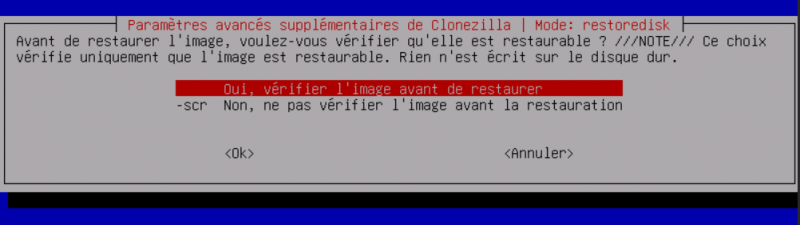 Paramètres avancés supplémentaires de Clonezilla | Mode: restoredisk
Avant de restaurer l'image, voulez-vous vérifier qu'elle est restaurable ? ///NOTE/// Ce choix
vérifie uniquement que l'image est restaurable. Rien n'est écrit sur le disque dur.
Oui, vérifier l'image avant de restaurer
-scr Non, ne pas vérifier l'image avant la restauration
<Ok> <Annuler>